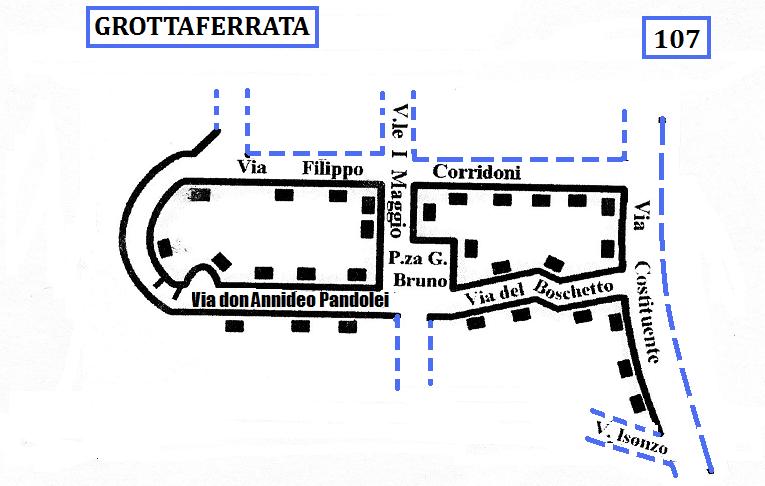 GROTTAFERRATA
107
V.le I Maggio
Via Filippo Corridoni
Via Costituente
P.za G.
Bruno
Via don Annideo Pandolei
Via del Boschetto
V. Isonzo